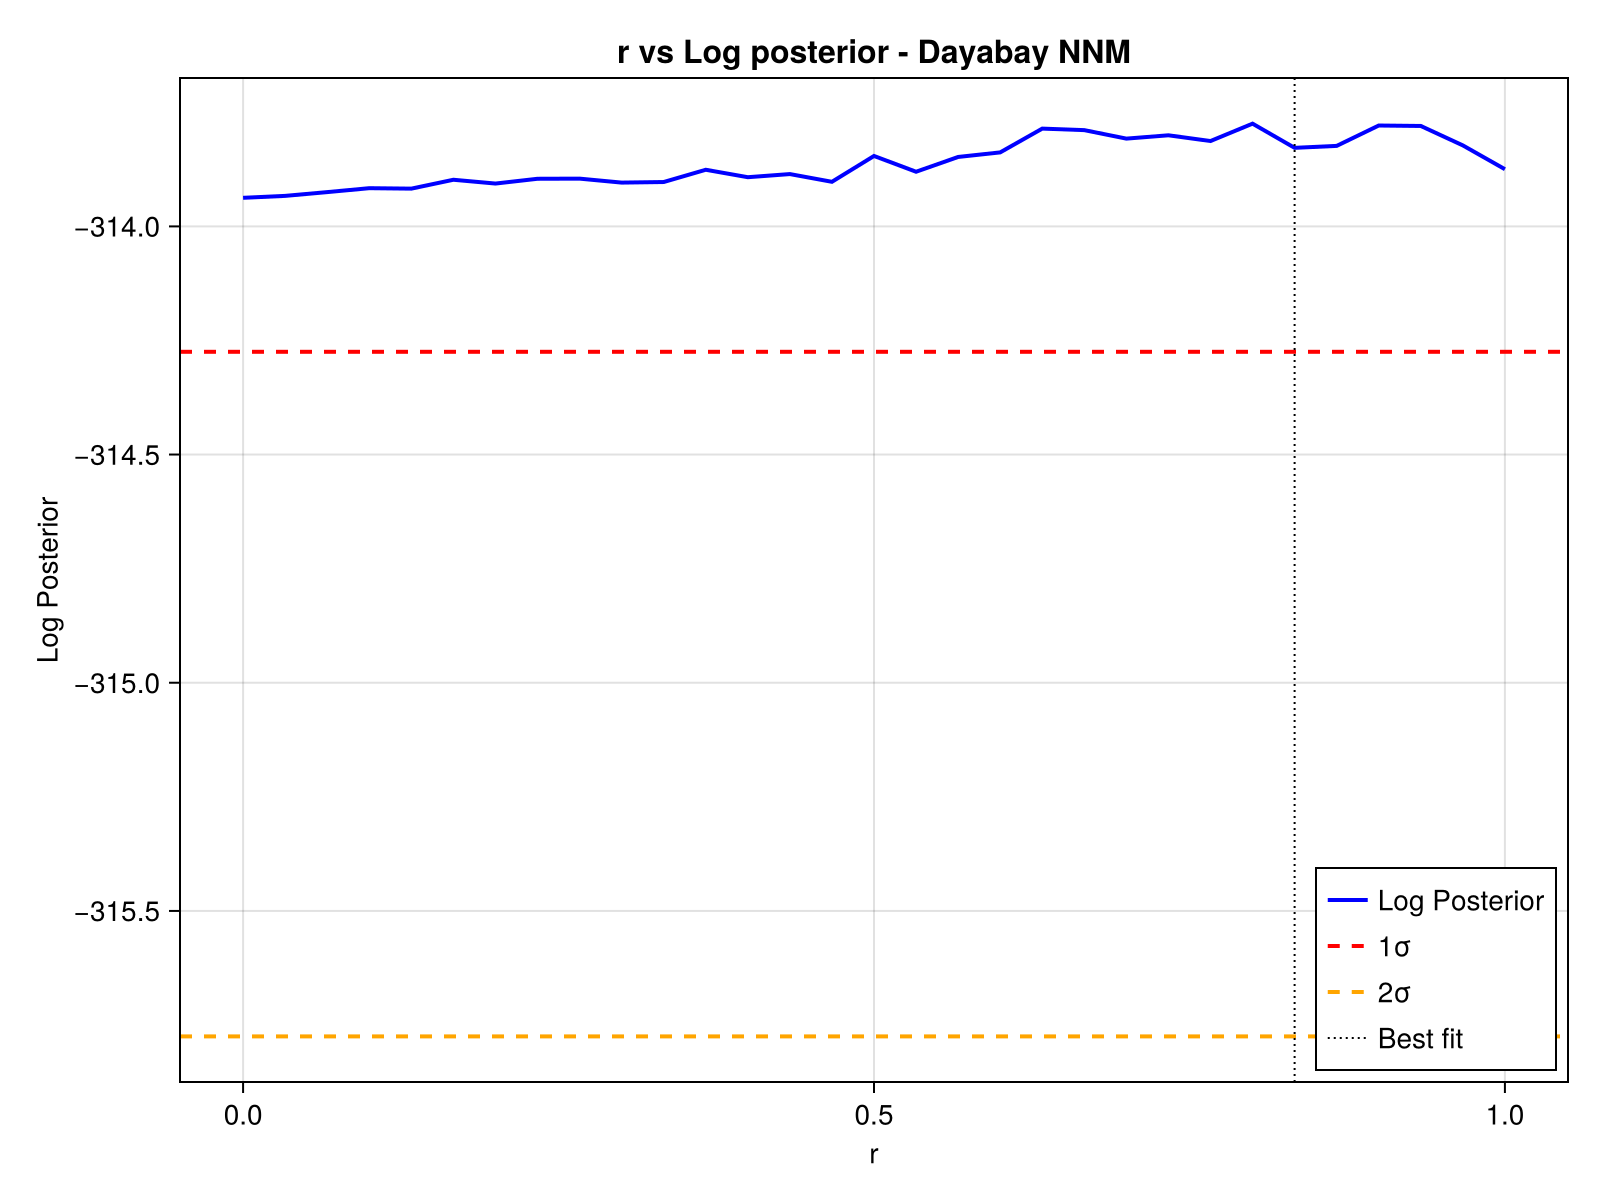 r vs Log posterior - Dayabay NNM
Log Posterior
−314.0
−314.5
−315.0
−315.5
Log Posterior
1σ
2σ
Best fit
0.0
0.5
1.0
r